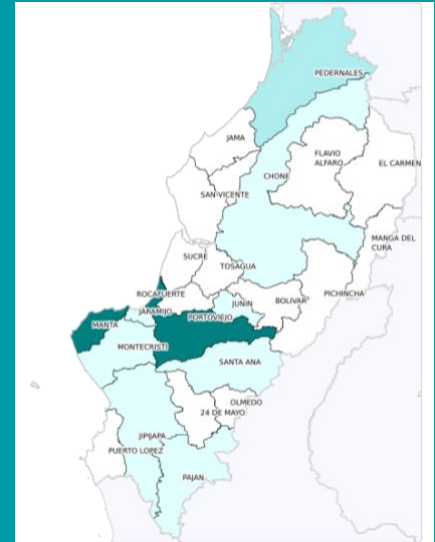 PEDERNALES
JAMA
FLAVIO
ALFARO
EL CARMEN
CHONE
SAN VICENTE
MANGA DEL
CURA
SUCRE
TOSAGUA
ROCAFUERTE
PICHINCHA
JUNIN
BOLIVAR
JARAMIJO
PORTOVIEJO
MANTA
MONTECRISTI
SANTA ANA
OLMEDO
24 DE MAYO
JIPIJAPA
PUERTO LOPEZ
PAJAN